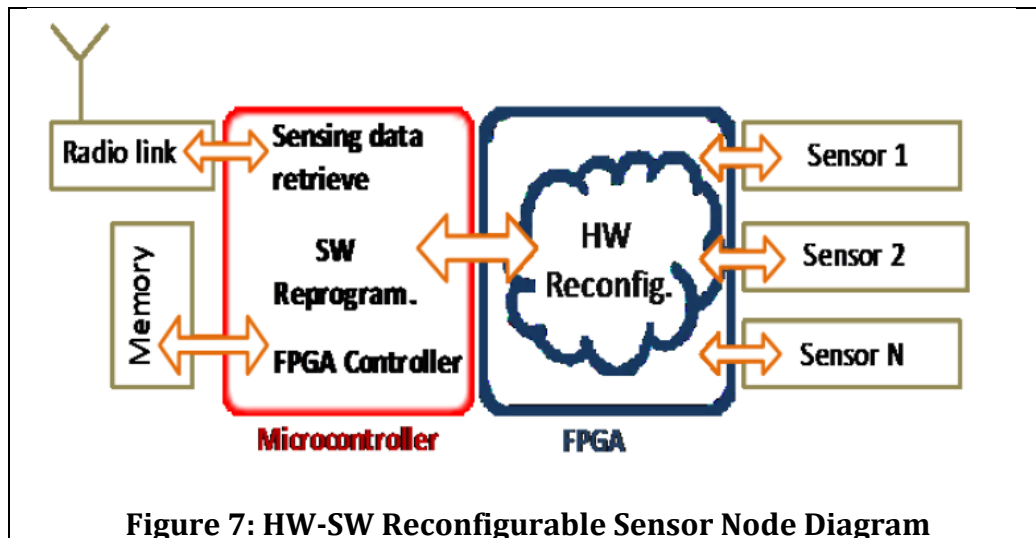 Radio link
Memory
Sensing data
retrieve
SW
Reprogram.
FPGA Controller
Microcontroller
HW
Reconfig.
FPGA
Sensor 1
Sensor 2
Sensor N
Figure 7: HW-SW Reconfigurable Sensor Node Diagram